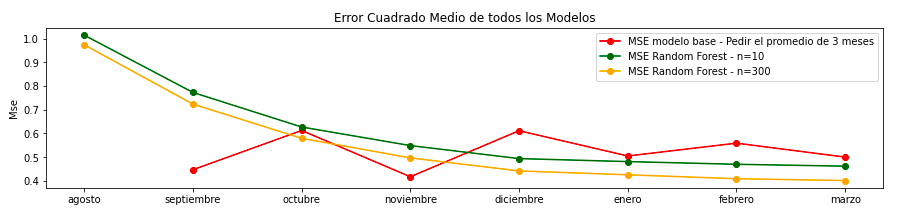 Error Cuadrado Medio de todos los Modelos
MSE modelo base - Pedir el promedio de 3 meses
MSE Random Forest - n=10
MSE Random Forest - n=300
Mse
1.0
0.9
0.8
0.7
0.6
0.5
0.4
agosto septiembre octubre noviembre diciembre enero febrero marzo